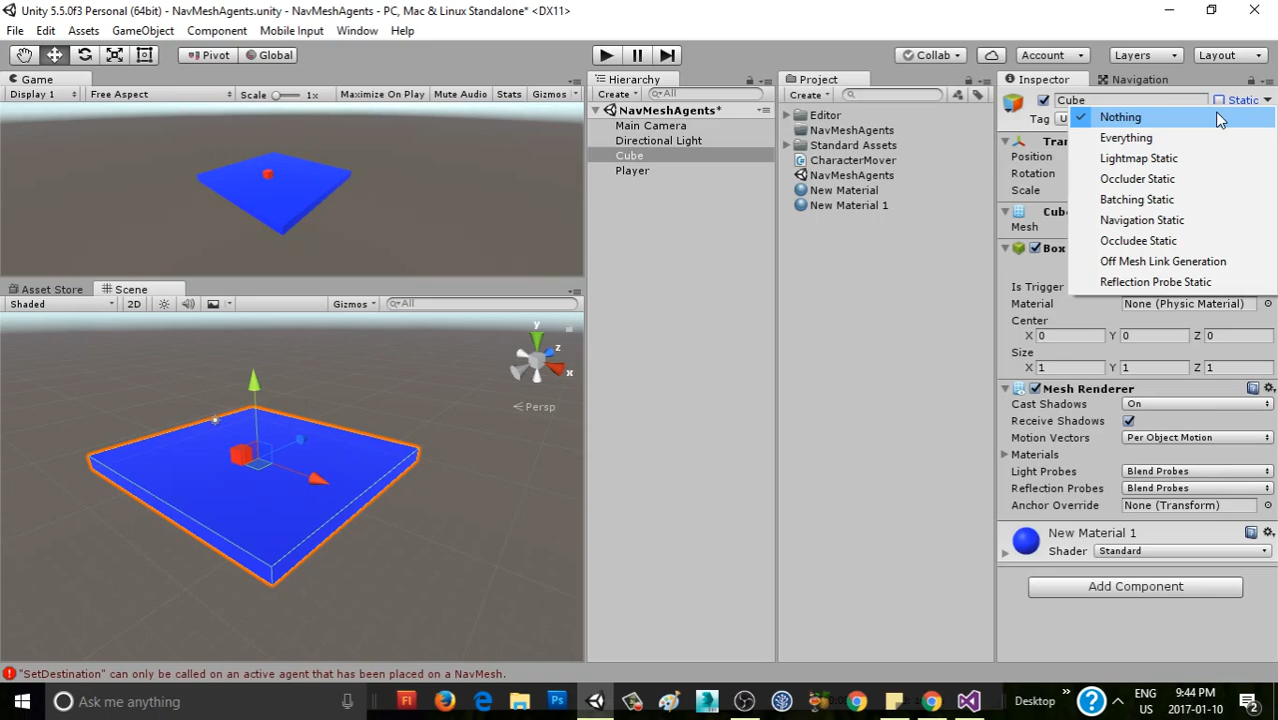 Unity 5.5.0f3 Personal (64bit) - NavMeshAgents.unity - NavMeshAgents - PC, Mac & Linux Standalone* <DX11>
File Edit Assets GameObject Component Mobile Input Window Help
Pivot Global Collab Account Layers Layout
Game
Display 1 Free Aspect Scale 1x Maximize On Play Mute Audio Stats Gizmos
Hierarchy
Create All
NavMeshAgents*
Main Camera
Directional Light
Cube
Player
Project
Create
Editor
NavMeshAgents
Standard Assets
CharacterMover
NavMeshAgents
New Material
New Material 1
Inspector Navigation
Cube Static
Tag U
Nothing
Everything
Lightmap Static
Occluder Static
Batching Static
Navigation Static
Occludee Static
Off Mesh Link Generation
Reflection Probe Static
Tran
Position
Rotation
Scale
Cub
Mesh
Box
Is Trigger
Material None (Physic Material)
Center
X 0 Y 0 Z 0
Size
X 1 Y 1 Z 1
Mesh Renderer
Cast Shadows On
Receive Shadows
Motion Vectors Per Object Motion
Materials
Light Probes Blend Probes
Reflection Probes Blend Probes
Anchor Override None (Transform)
New Material 1
Shader Standard
Add Component
Asset Store Scene
Shaded 2D Gizmos All
y
z
x
Persp
"SetDestination" can only be called on an active agent that has been placed on a NavMesh.
Ask me anything
Desktop
ENG
US
9:44 PM
2017-01-10
2